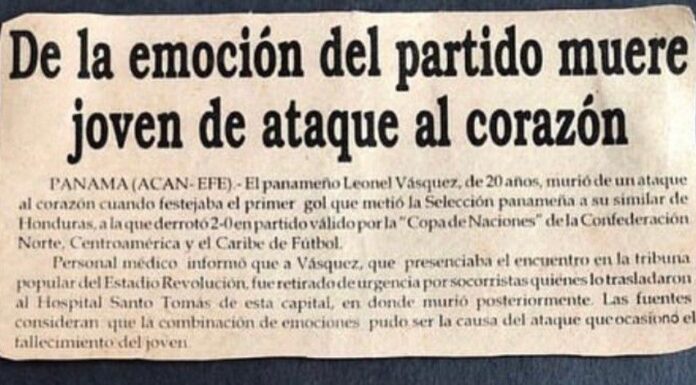 De la emoción del partido muere
joven de ataque al corazón
PANAMA (ACAN- EFE).- El panameño Leonel Vásquez, de 20 años, murió de un ataque
al corazón cuando festejaba el primer gol que metió la Selección panameña a su similar de
Honduras, a la que derrotó 2-0 en partido válido por la "Copa de Naciones" de la Confederación
Norte, Centroamérica y el Caribe de Fútbol.
Personal médico informó que a Vásquez, que presenciaba el encuentro en la tribuna
popular del Estadio Revolución, fue retirado de urgencia por socorristas quiénes lo trasladaron
al Hospital Santo Tomás de esta capital, en donde murió posteriormente. Las fuentes
consideran que la combinación de emociones pudo ser la causa del ataque que ocasionó el
fallecimiento del joven